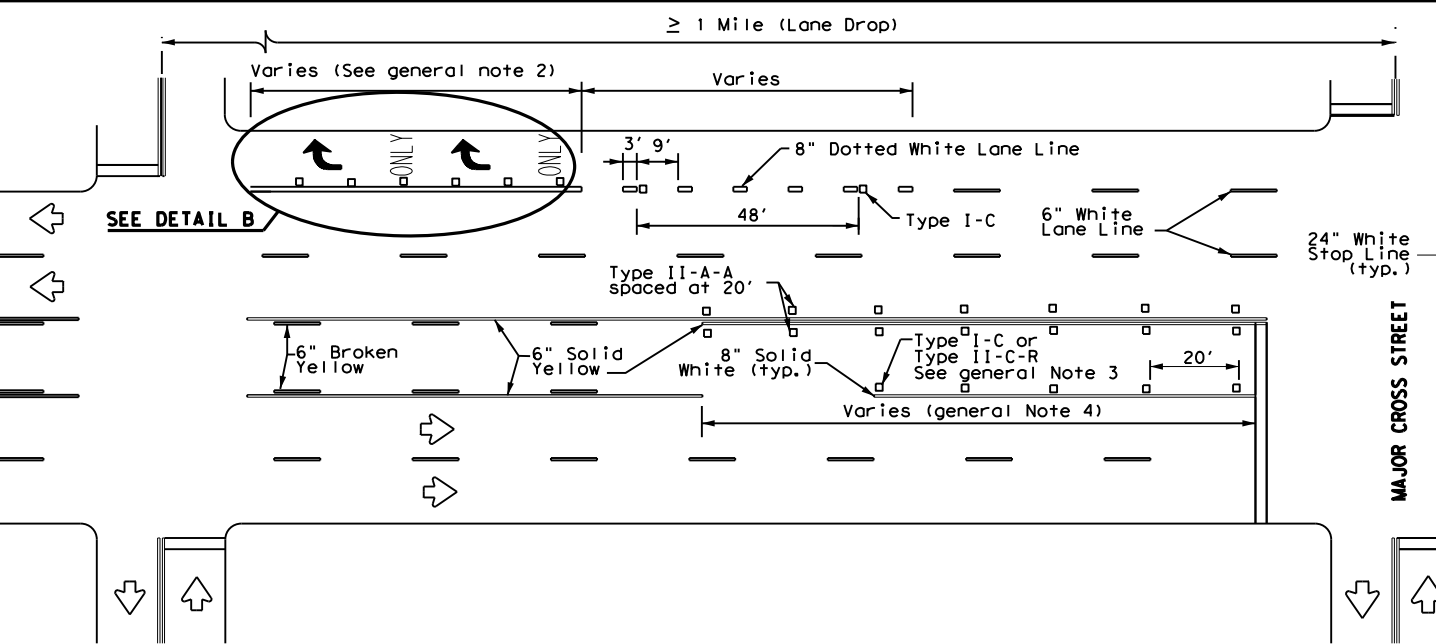 ≥ 1 Mile (Lane Drop)
Varies (See general note 2)
Varies
ONLY
ONLY
3' 9'
8" Dotted White Lane Line
SEE DETAIL B
48'
Type I-C
6" White
Lane Line
24" White
Stop Line
(typ.)
Type II-A-A
spaced at 20'
6" Broken
Yellow
6" Solid
Yellow
8" Solid
White (typ.)
Type I-C or
Type II-C-R
See general Note 3
20'
Varies (general Note 4)
MAJOR CROSS STREET